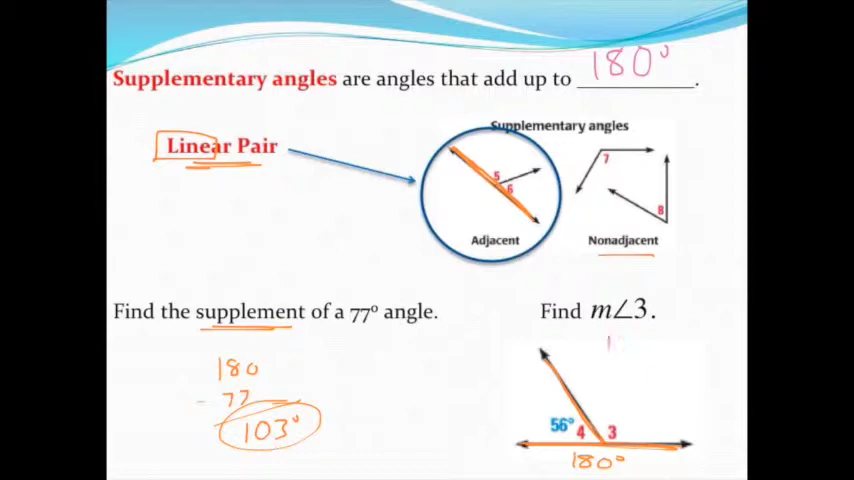 180°
Supplementary angles are angles that add up to __________.
Supplementary angles
Linear Pair
5
6
7
8
Adjacent
Nonadjacent
Find the supplement of a 77° angle.
Find m∠3.
180
- 77
103°
56°
4
3
180°